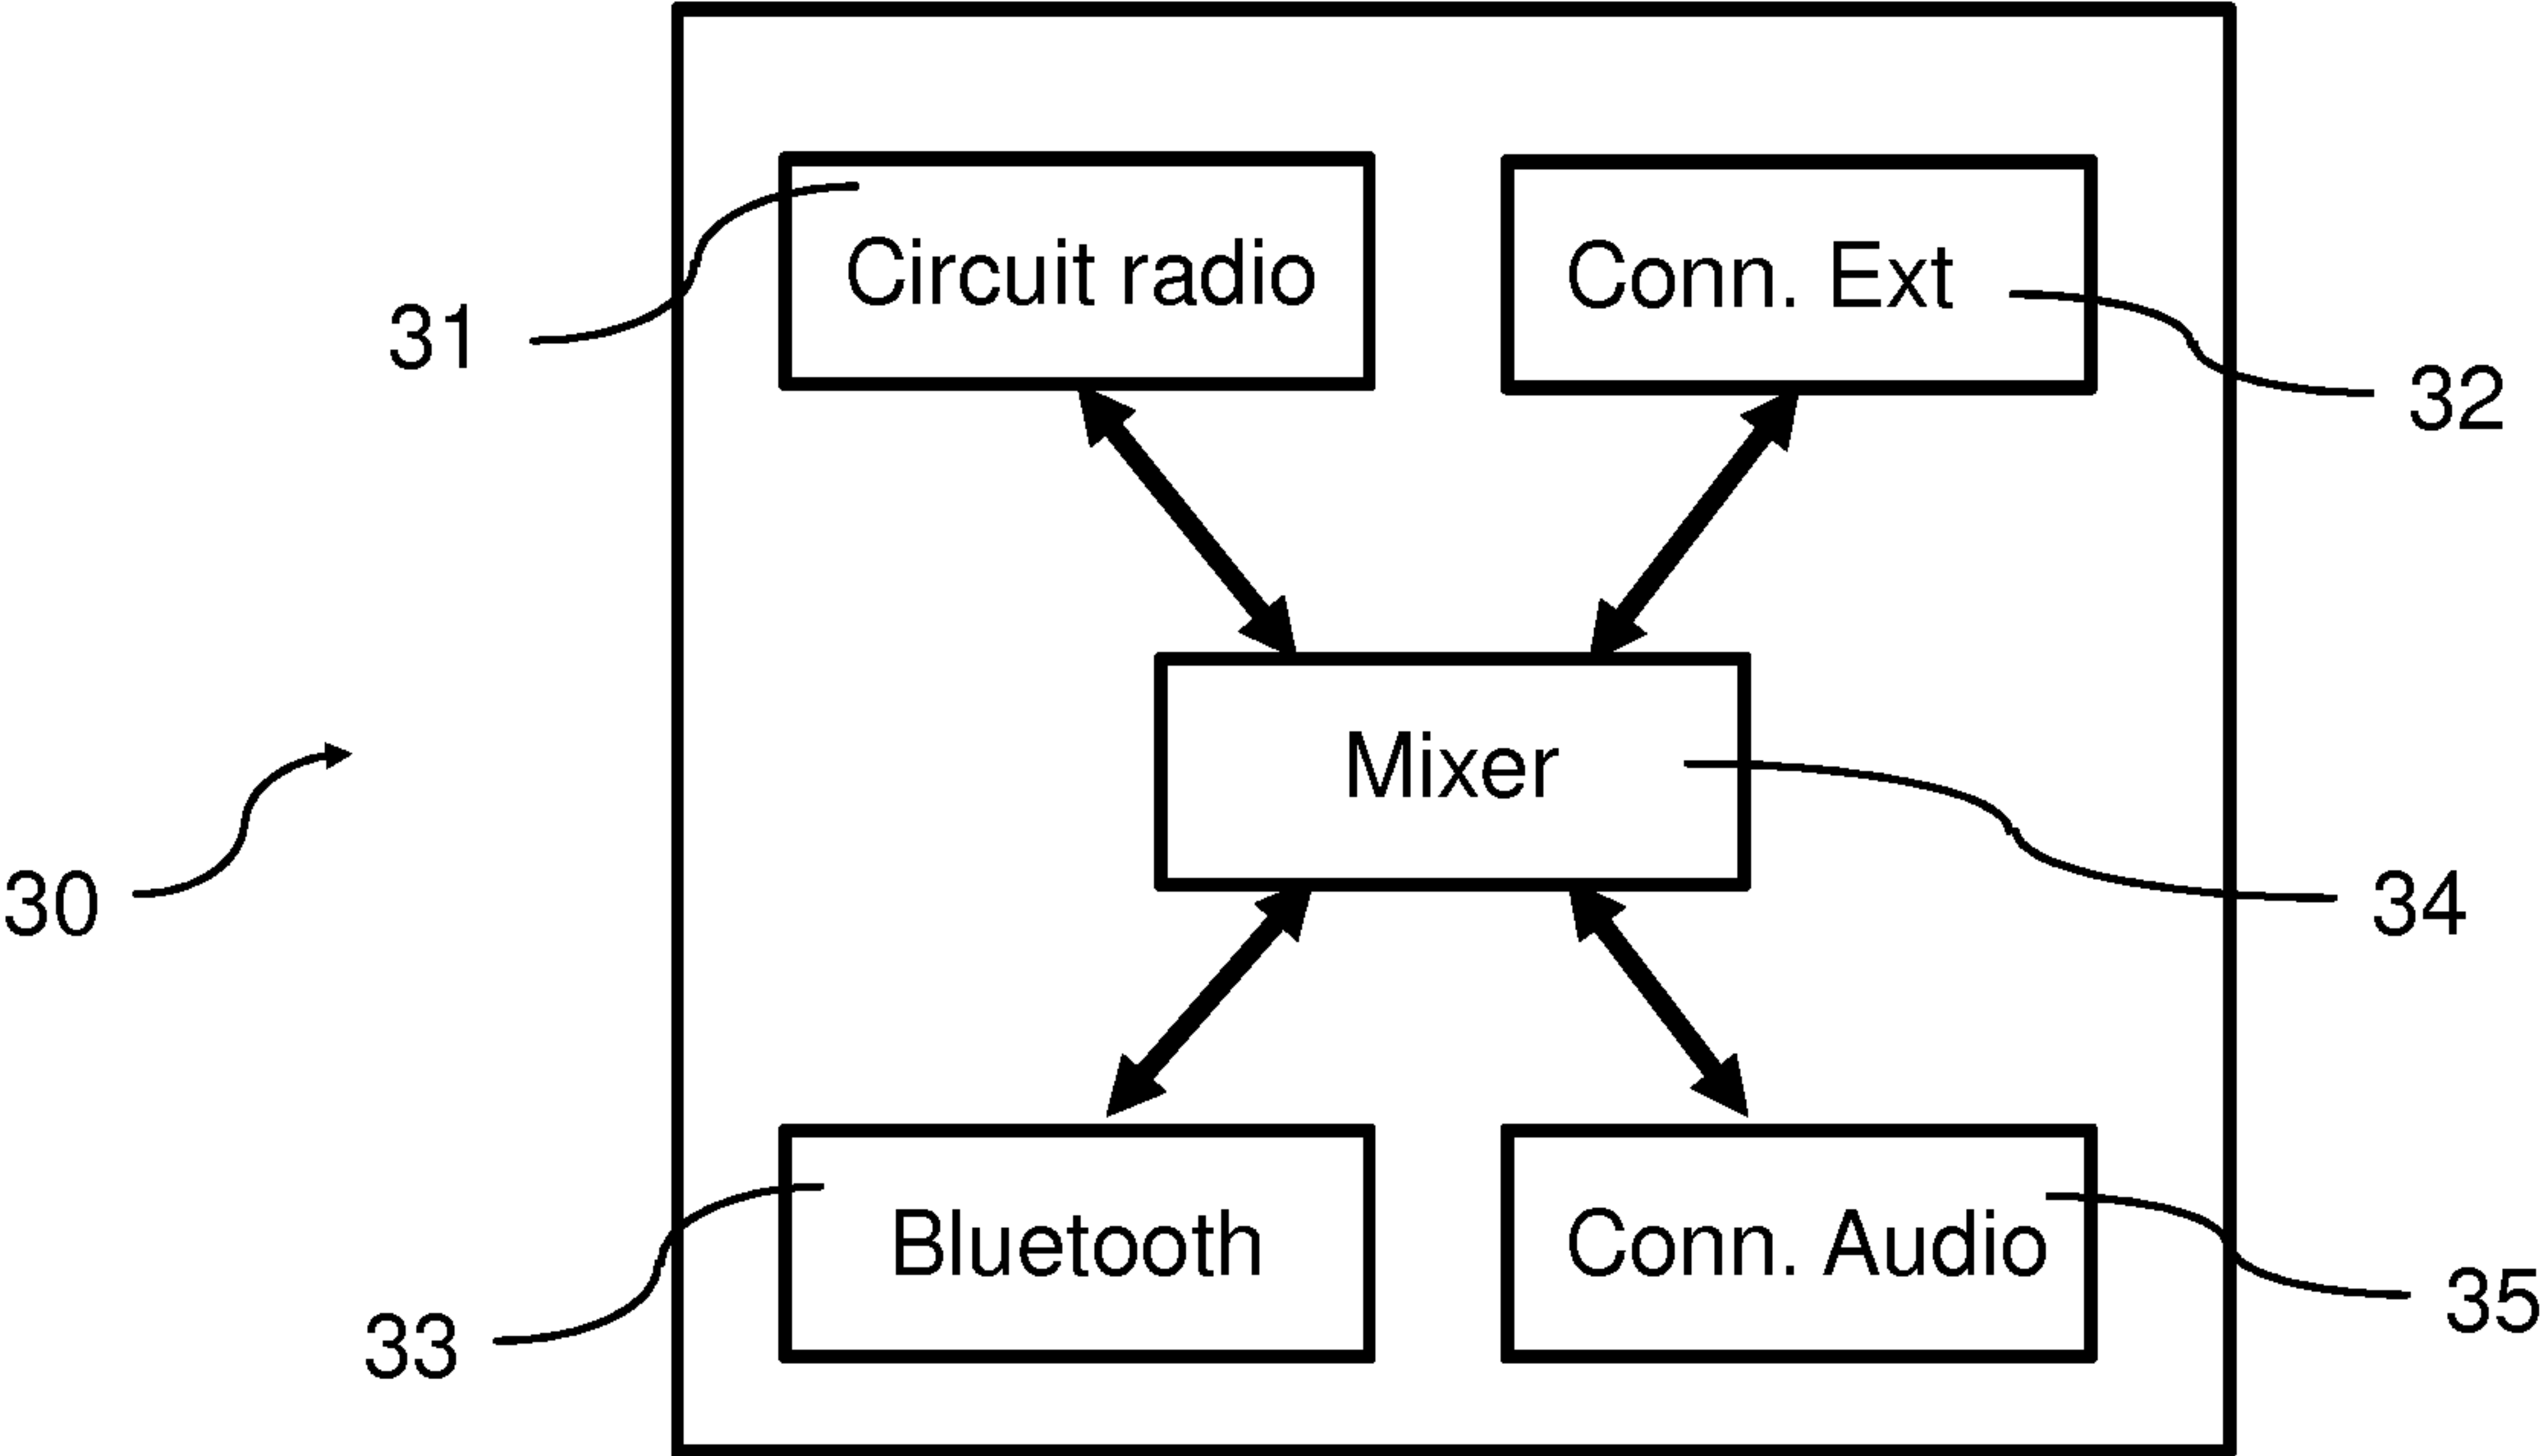 Circuit radio
Conn. Ext
31
32
Mixer
30
34
Bluetooth
Conn. Audio
33
35